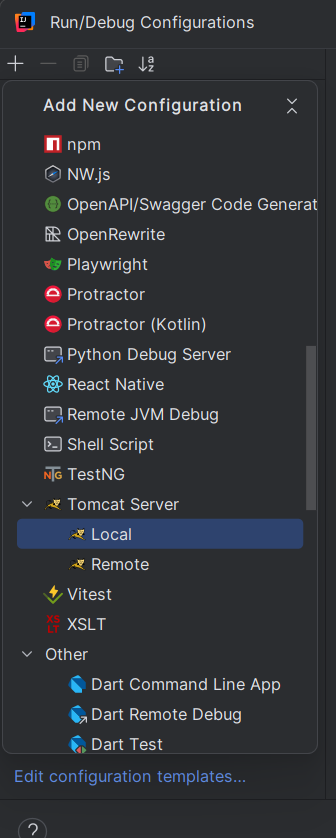 Run/Debug Configurations
Add New Configuration
npm
NW.js
OpenAPI/Swagger Code Generat
OpenRewrite
Playwright
Protractor
Protractor (Kotlin)
Python Debug Server
React Native
Remote JVM Debug
Shell Script
TestNG
Tomcat Server
Local
Remote
Vitest
XSLT
Other
Dart Command Line App
Dart Remote Debug
Dart Test
Edit configuration templates...
?